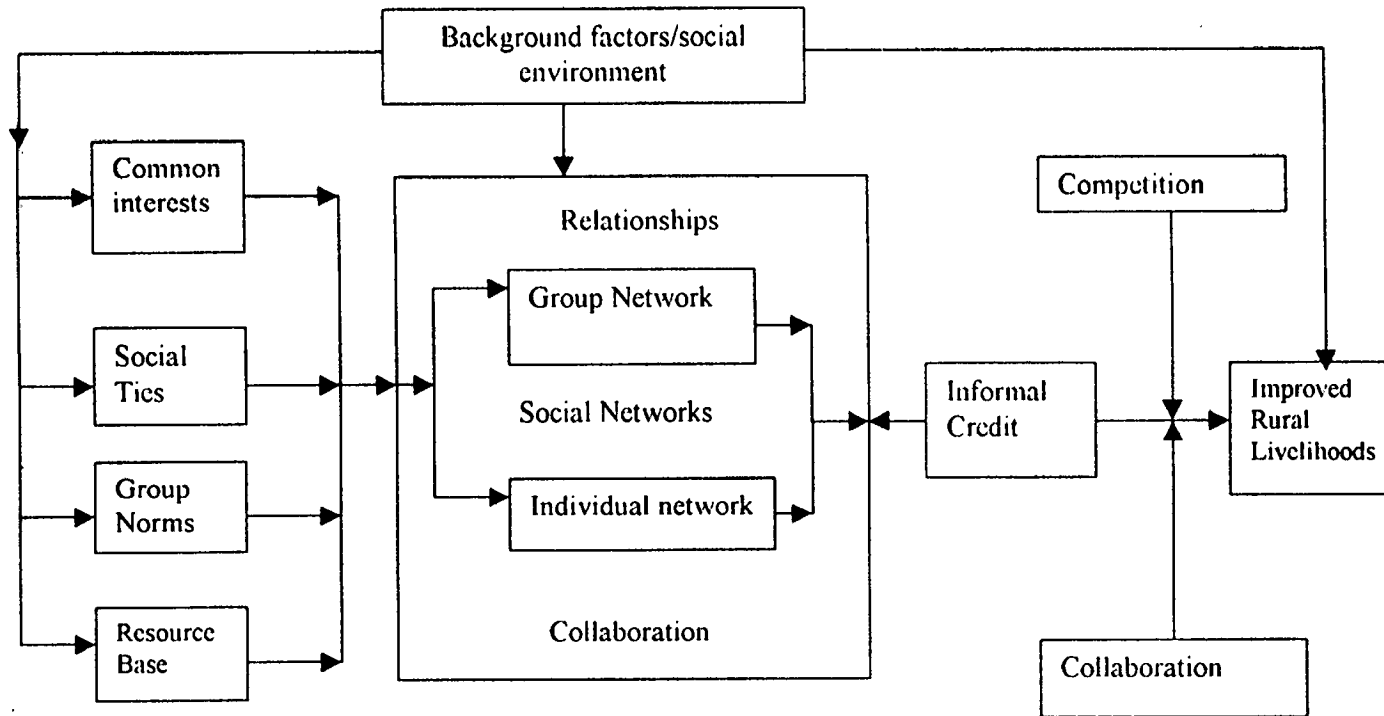 Background factors/social
environment
Common
interests
Social
Ties
Group
Norms
Resource
Base
Relationships
Group Network
Social Networks
Individual network
Collaboration
Informal
Credit
Competition
Collaboration
Improved
Rural
Livelihoods